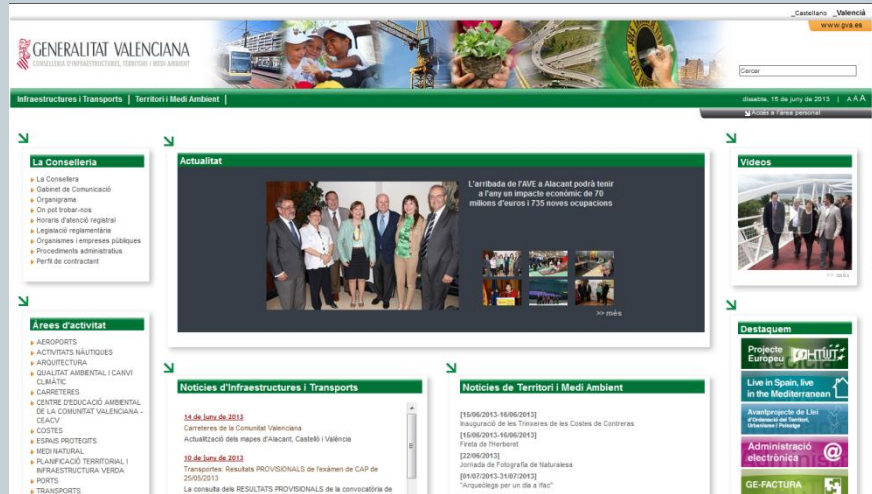 _Castellano _Valencià
www.gva.es
GENERALITAT VALENCIANA
CONSELLERIA D'INFRAESTRUCTURES, TERRITORI I MEDI AMBIENT
Cercar
Infraestructures i Transports | Territori i Medi Ambient |
dissabte, 15 de juny de 2013 | A A A
Accés a l'àrea personal
La Conselleria
La Consellera
Gabinet de Comunicació
Organigrama
On pot trobar-nos
Horaris d'atenció registral
Legislació reglamentària
Organismes i empreses públiques
Procediments administratius
Perfil de contractant
Àrees d'activitat
AEROPORTS
ACTIVITATS NÀUTIQUES
ARQUITECTURA
QUALITAT AMBIENTAL I CANVI
CLIMÀTIC
CARRETERES
CENTRE D'EDUCACIÓ AMBIENTAL
DE LA COMUNITAT VALENCIANA -
CEACV
COSTES
ESPAIS PROTEGITS
MEDI NATURAL
PLANIFICACIÓ TERRITORIAL I
INFRAESTRUCTURA VERDA
PORTS
TRANSPORTS
Actualitat
L'arribada de l'AVE a Alacant podrà tenir
a l'any un impacte econòmic de 70
milions d'euros i 735 noves ocupacions
>> més
Notícies d'Infraestructures i Transports
14 de juny de 2013
Carreteres de la Comunitat Valenciana
Actualització dels mapes d'Alacant, Castelló i València
10 de juny de 2013
Transportes: Resultats PROVISIONALS de l'exàmen de CAP de
25/05/2013
La consulta dels RESULTATS PROVISIONALS de la convocatòria de
Notícies de Territori i Medi Ambient
[15/06/2013-16/06/2013]
Inauguració de les Trinxeres de les Costes de Contreras
[15/06/2013-16/06/2013]
Fireta de l'Herberet
[22/06/2013]
Jornada de Fotografía de Naturalesa
[01/07/2013-31/07/2013]
"Arqueòlegs per un dia a Ifac"
Videos
>> més
Destaquem
Projecte
Europeu
Live in Spain, live
in the Mediterranean
Avantprojecte de Llei
d'Ordenació del Territori,
Urbanisme i Paisatge
Administració
electrònica
GE-FACTURA